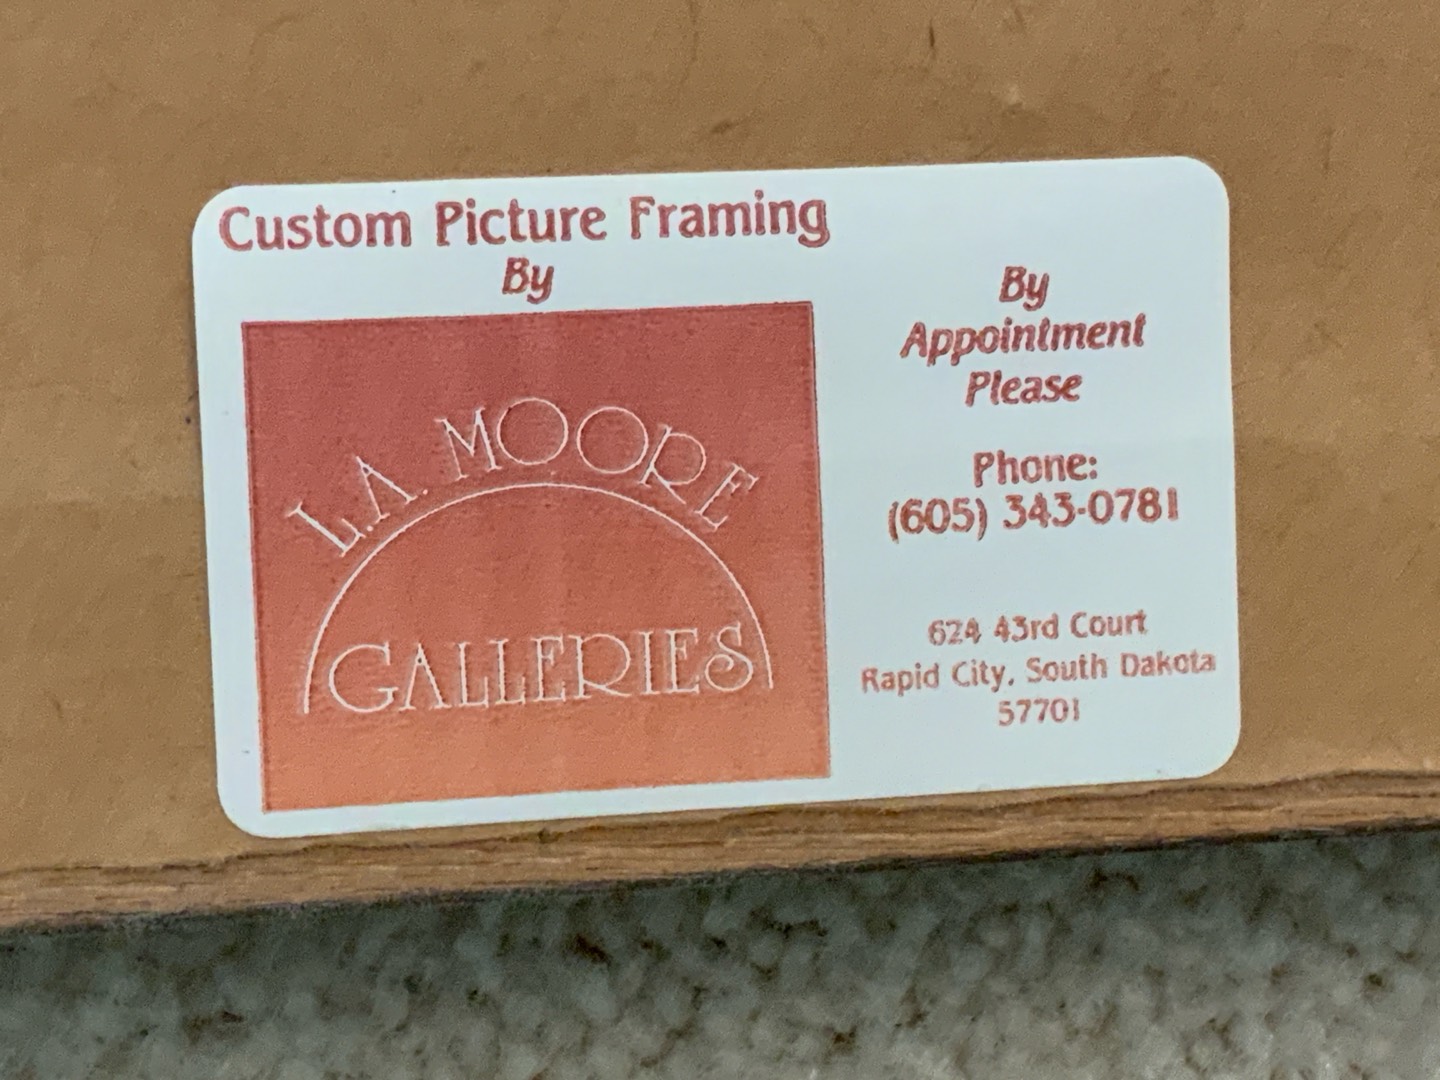 Custom Picture Framing
By
L.A. MOORE
GALLERIES
By
Appointment
Please
Phone:
(605) 343-0781
624 43rd Court
Rapid City, South Dakota
57701